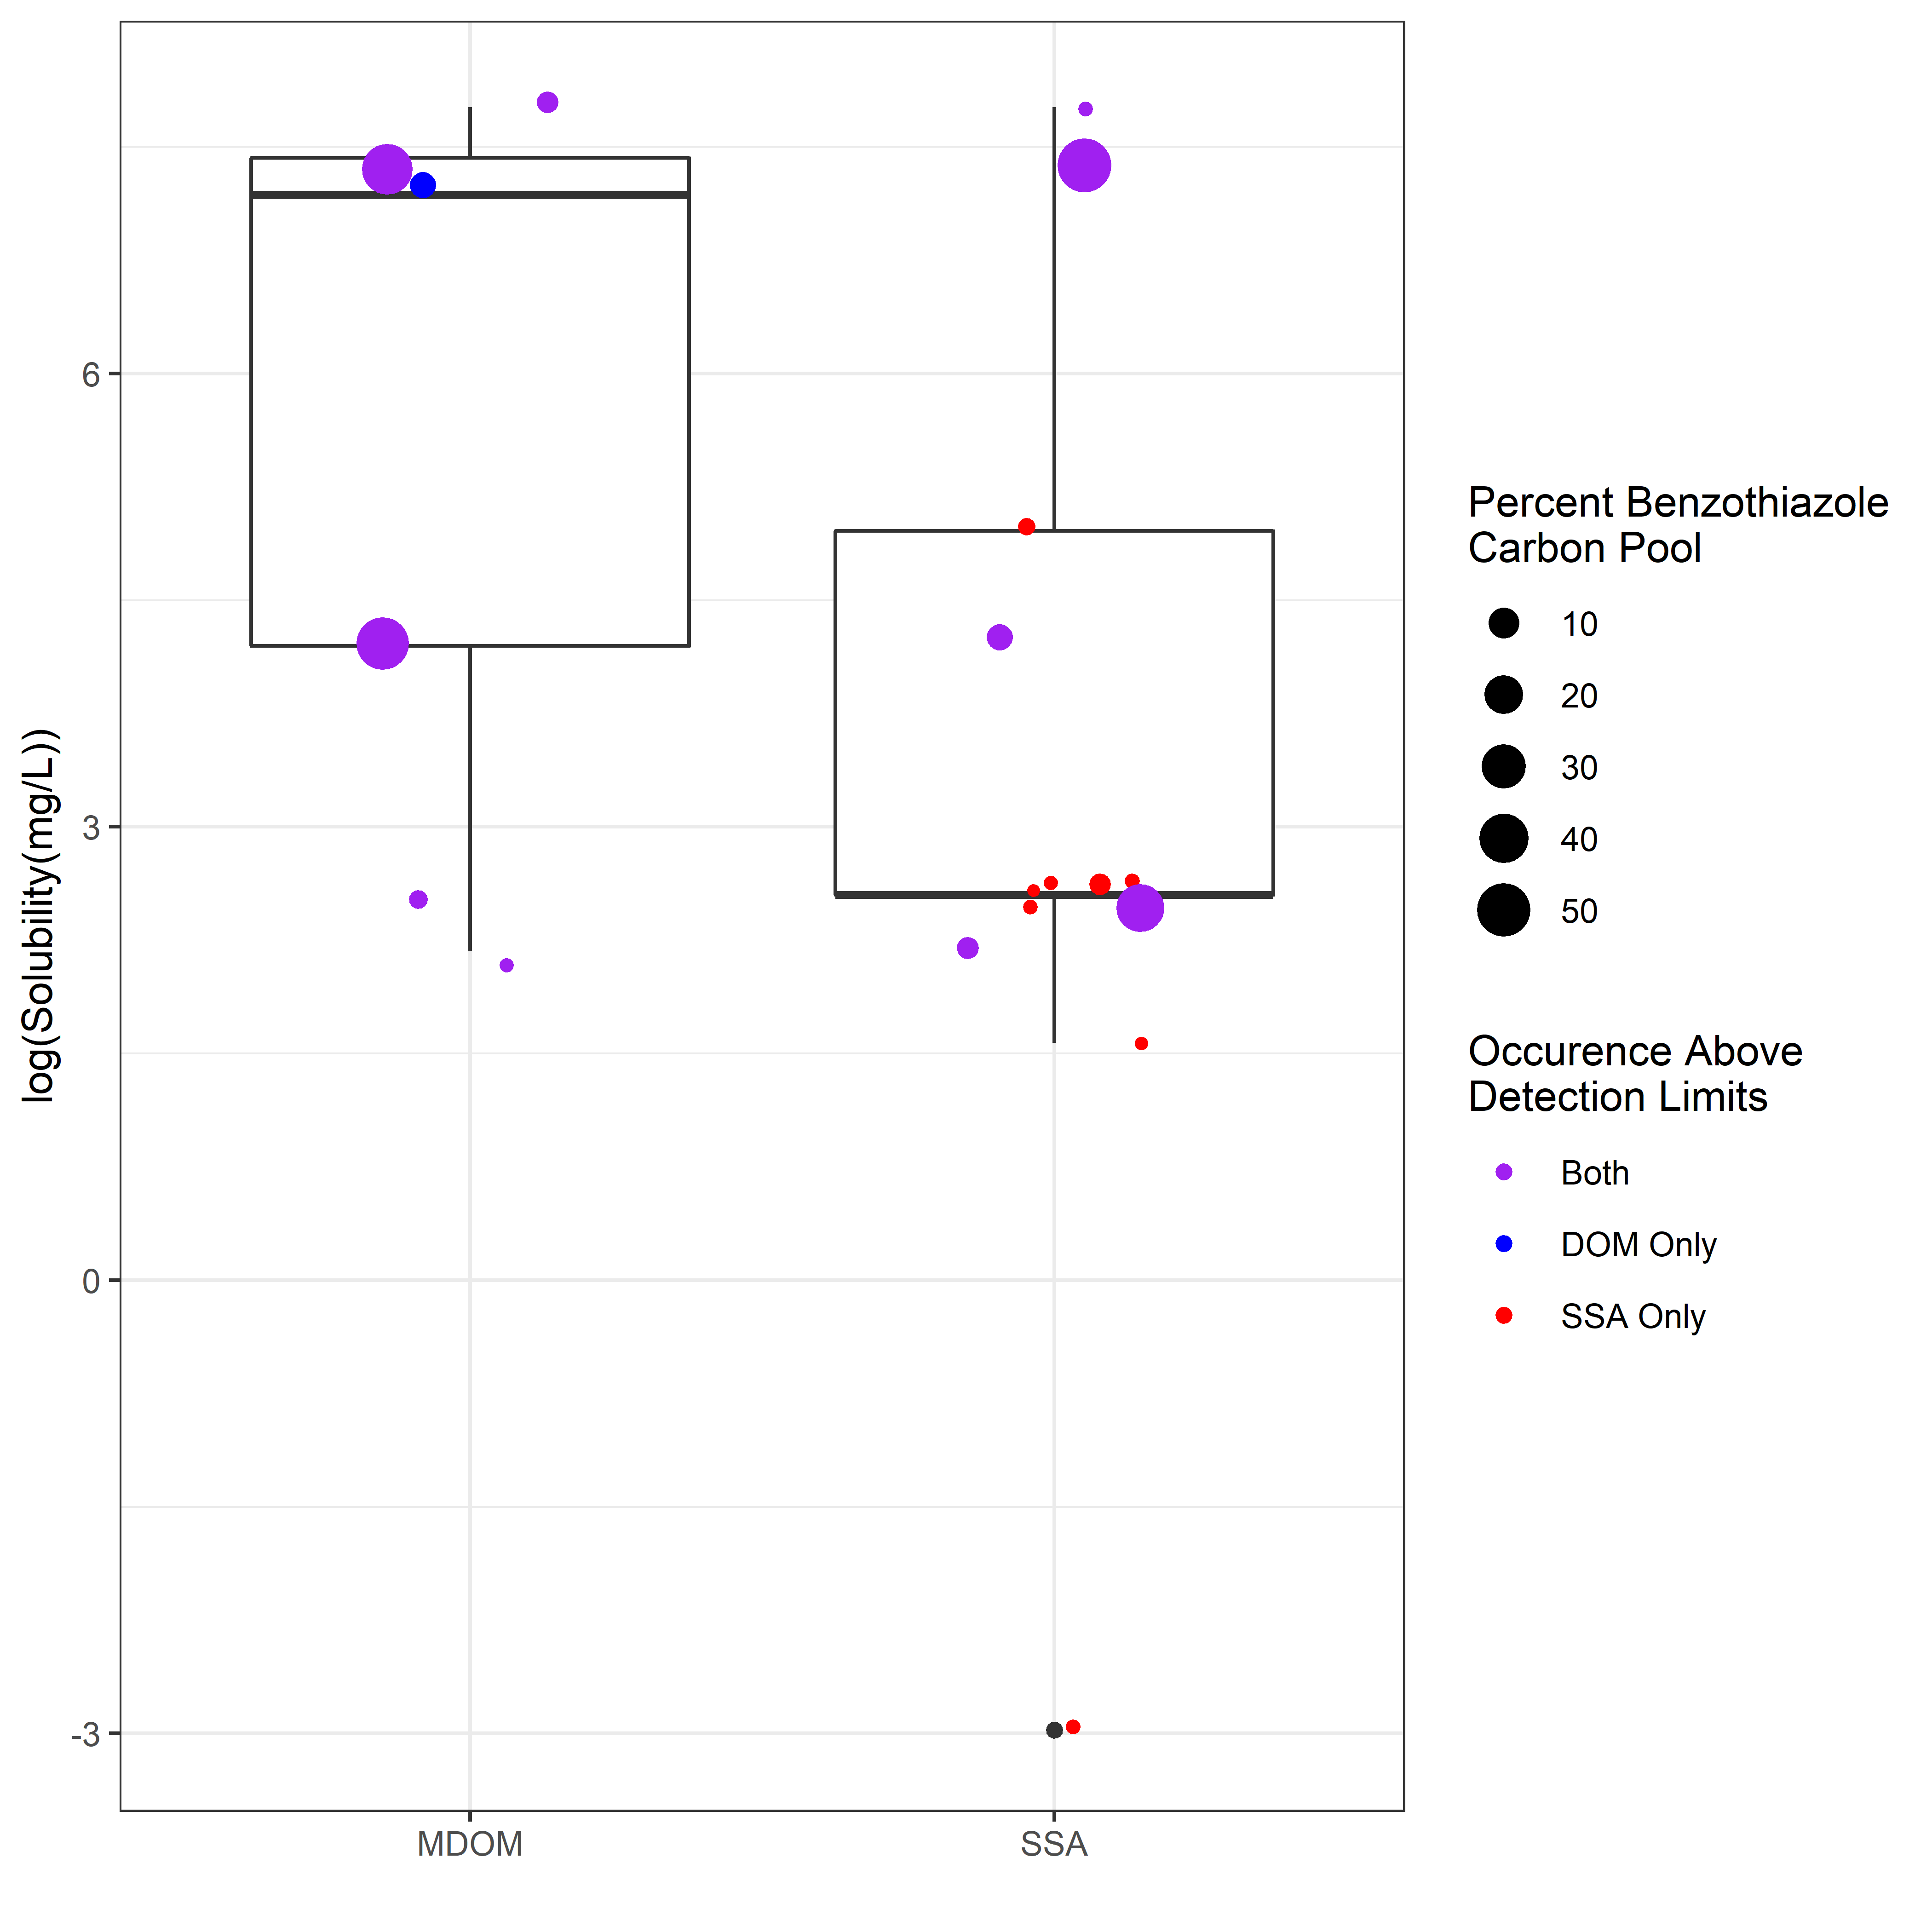 log(Solubility(mg/L))
6
3
0
-3
MDOM
SSA
Percent Benzothiazole
Carbon Pool
10
20
30
40
50
Occurence Above
Detection Limits
Both
DOM Only
SSA Only